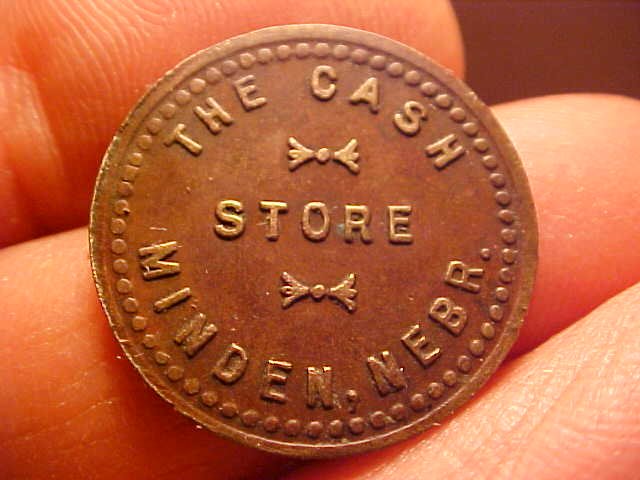 THE CASH
STORE
MINDEN, NEBR.